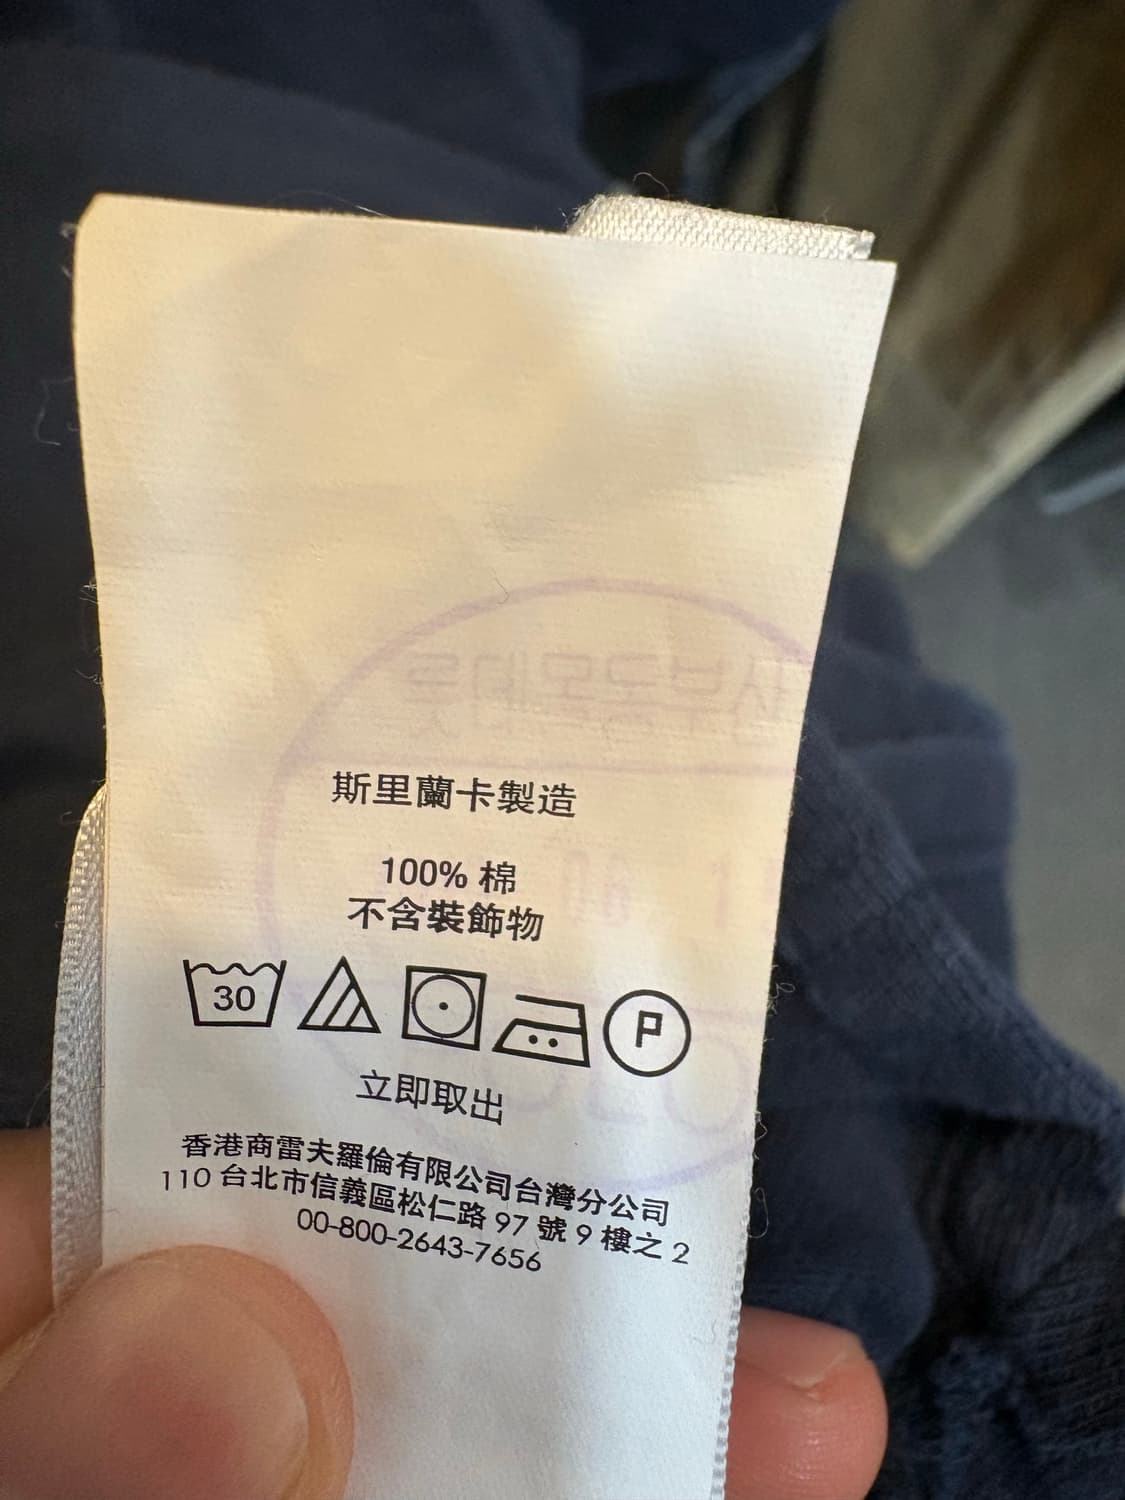 斯里蘭卡製造
100% 棉
不含裝飾物
30
P
立即取出
香港商雷夫羅倫有限公司台灣分公司
110 台北市信義區松仁路 97 號 9 樓之 2
00-800-2643-7656